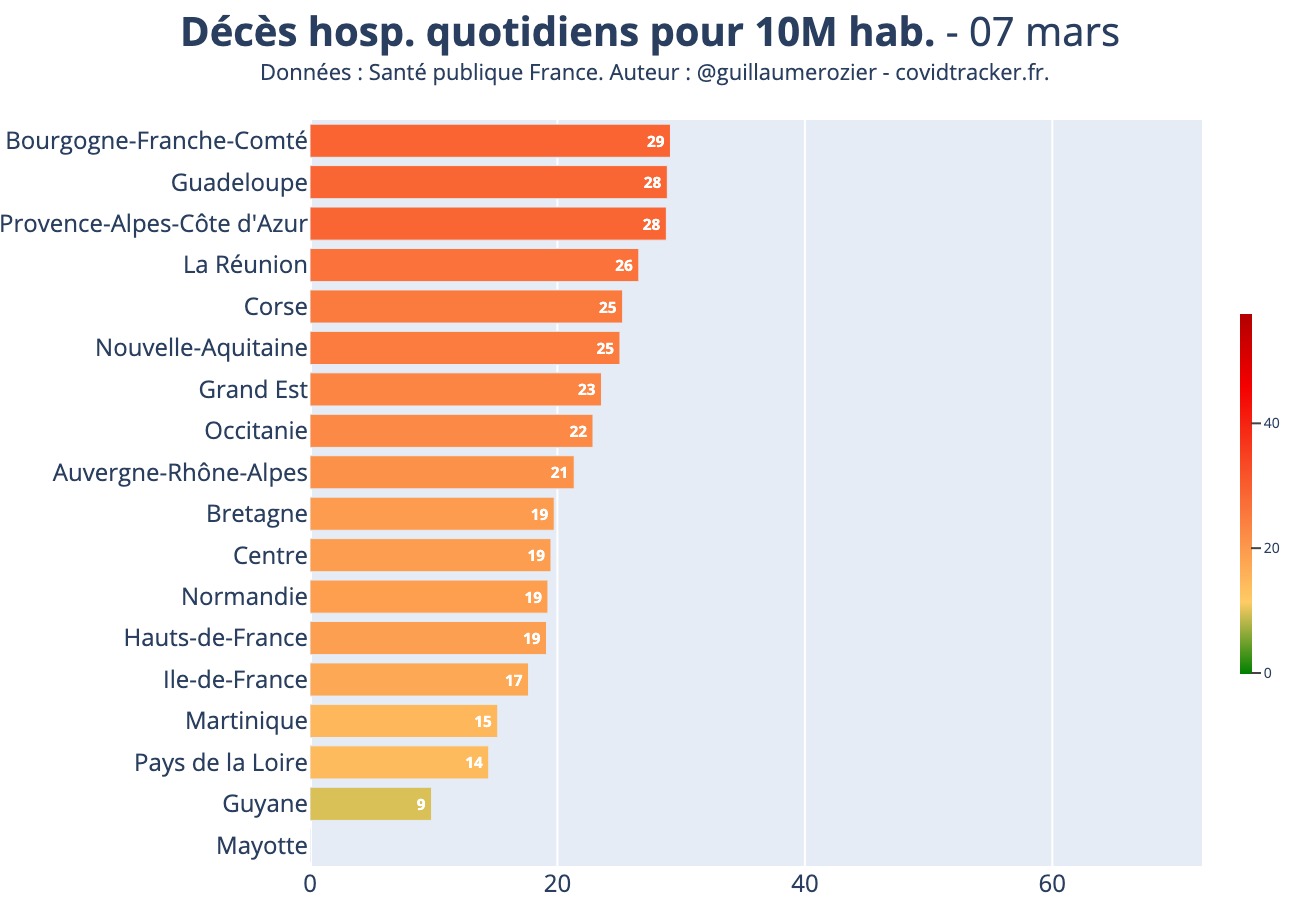 Décès hosp. quotidiens pour 10M hab. - 07 mars
Données : Santé publique France. Auteur : @guillaumerozier - covidtracker.fr.
Bourgogne-Franche-Comté 29
Guadeloupe 28
Provence-Alpes-Côte d'Azur 28
La Réunion 26
Corse 25
Nouvelle-Aquitaine 25
Grand Est 23
Occitanie 22
Auvergne-Rhône-Alpes 21
Bretagne 19
Centre 19
Normandie 19
Hauts-de-France 19
Ile-de-France 17
Martinique 15
Pays de la Loire 14
Guyane 9
Mayotte
0 20 40 60
40
20
0